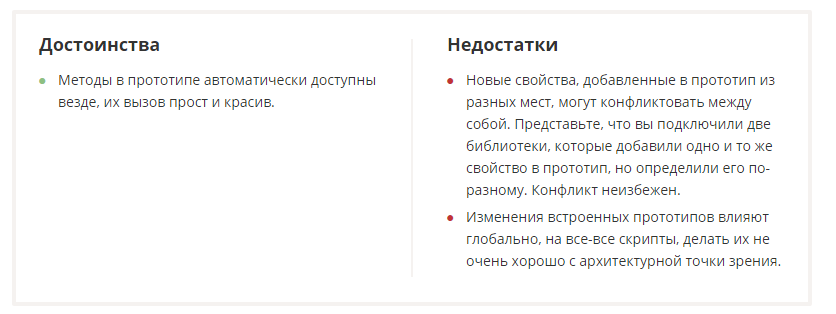 Достоинства
Методы в прототипе автоматически доступны
везде, их вызов прост и красив.
Недостатки
Новые свойства, добавленные в прототип из
разных мест, могут конфликтовать между
собой. Представьте, что вы подключили две
библиотеки, которые добавили одно и то же
свойство в прототип, но определили его по-
разному. Конфликт неизбежен.
Изменения встроенных прототипов влияют
глобально, на все-все скрипты, делать их не
очень хорошо с архитектурной точки зрения.